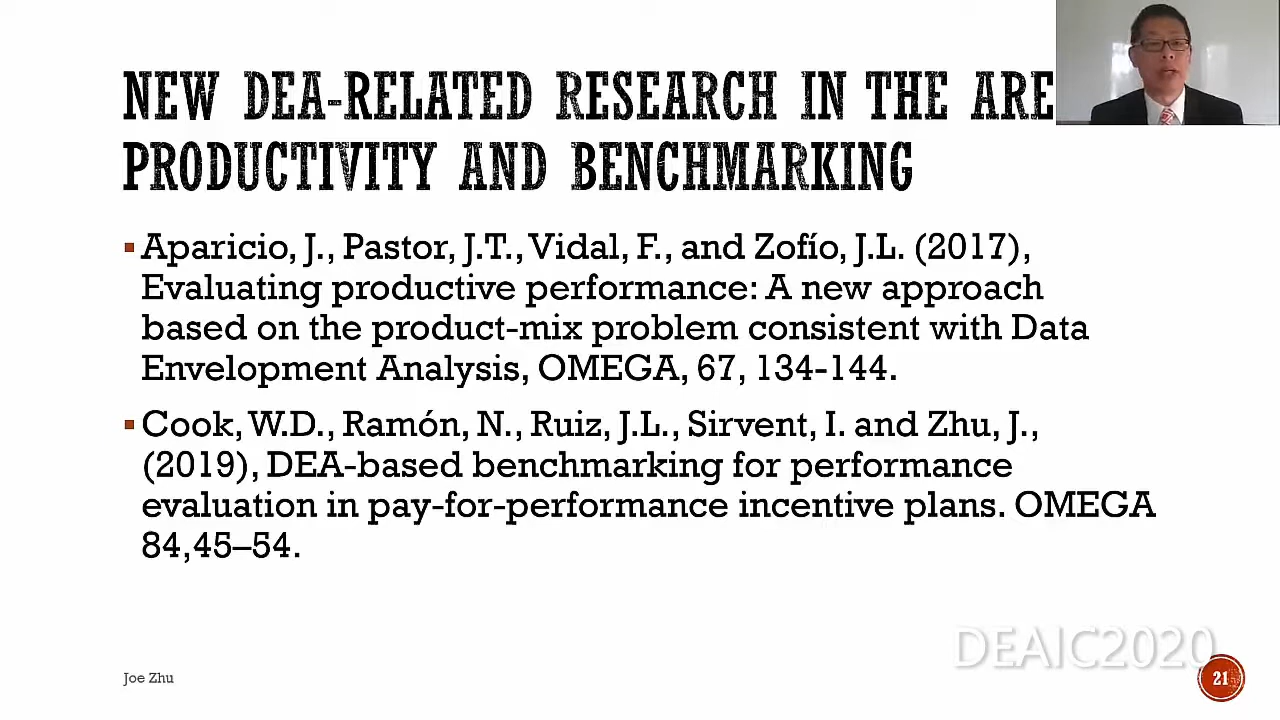 NEW DEA-RELATED RESEARCH IN THE ARE
PRODUCTIVITY AND BENCHMARKING
Aparicio, J., Pastor, J.T., Vidal, F., and Zofío, J.L. (2017),
Evaluating productive performance: A new approach
based on the product-mix problem consistent with Data
Envelopment Analysis, OMEGA, 67, 134-144.
Cook, W.D., Ramón, N., Ruiz, J.L., Sirvent, I. and Zhu, J.,
(2019), DEA-based benchmarking for performance
evaluation in pay-for-performance incentive plans. OMEGA
84,45–54.
DEAIC2020
Joe Zhu
21